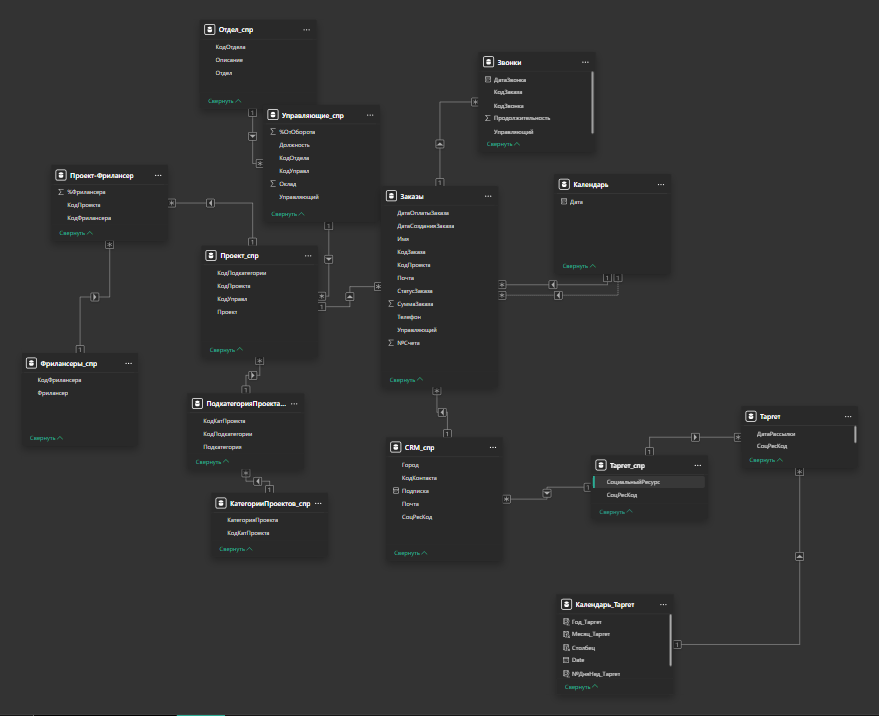 Отдел_спр
КодОтдела
Описание
Отдел
Свернуть
Управляющие_спр
%ОтОборота
Должность
КодОтдела
КодУправл
Оклад
Управляющий
Свернуть
Звонки
ДатаЗвонка
КодЗаказа
КодЗвонка
Продолжительность
Управляющий
Свернуть
Проект-Фрилансер
%Фрилансера
КодПроекта
КодФрилансера
Свернуть
Календарь
Дата
Свернуть
Заказы
ДатаОплатыЗаказа
ДатаСозданияЗаказа
Имя
КодЗаказа
КодПроекта
Почта
СтатусЗаказа
СуммаЗаказа
Телефон
Управляющий
№Счета
Свернуть
Проект_спр
КодПодкатегории
КодПроекта
КодУправл
Проект
Свернуть
Фрилансеры_спр
КодФрилансера
Фрилансер
Свернуть
ПодкатегорияПроекта...
КодКатПроекта
КодПодкатегории
Подкатегория
Свернуть
КатегорииПроектов_спр
КатегорияПроекта
КодКатПроекта
Свернуть
CRM_спр
Город
КодКонтакта
Подписка
Почта
СоцРесКод
Свернуть
Таргет_спр
СоциальныйРесурс
СоцРесКод
Свернуть
Таргет
ДатаРассылки
СоцРесКод
Свернуть
Календарь_Таргет
Год_Таргет
Месяц_Таргет
Столбец
Date
№ДняНед_Таргет
Свернуть